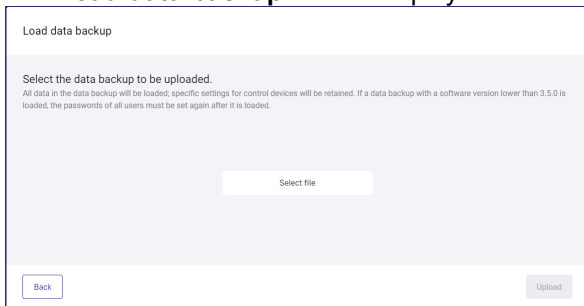 Load data backup
Select the data backup to be uploaded.
All data in the data backup will be loaded; specific settings for control devices will be retained. If a data backup with a software version lower than 3.5.0 is
loaded, the passwords of all users must be set again after it is loaded.
Select file
Back
Upload